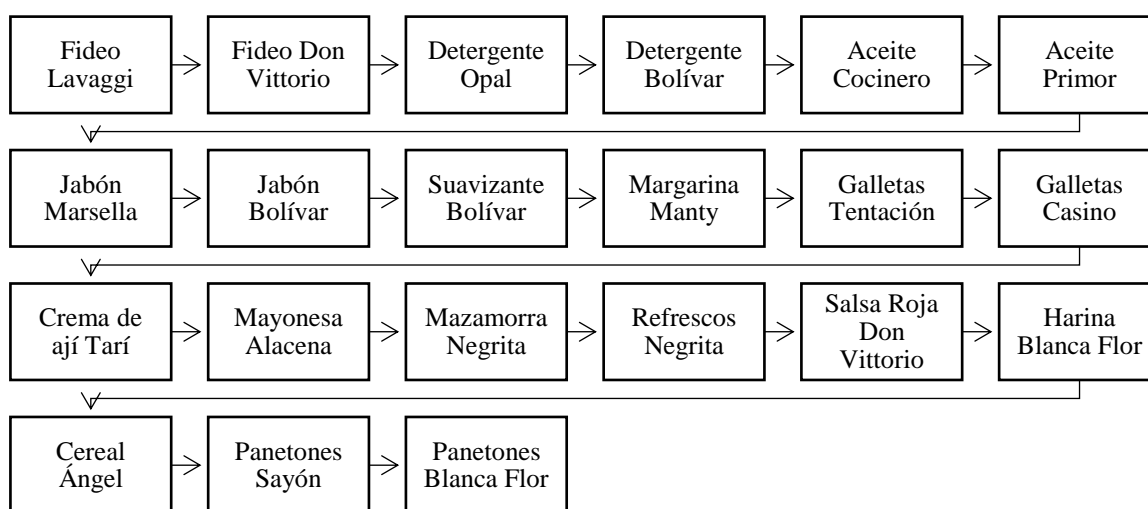 Fideo
Lavaggi
Fideo Don
Vittorio
Detergente
Opal
Detergente
Bolívar
Aceite
Cocinero
Aceite
Primor
Jabón
Marsella
Jabón
Bolívar
Suavizante
Bolívar
Margarina
Manty
Galletas
Tentación
Galletas
Casino
Crema de
ají Tarí
Mayonesa
Alacena
Mazamorra
Negrita
Refrescos
Negrita
Salsa Roja
Don
Vittorio
Harina
Blanca Flor
Cereal
Ángel
Panetones
Sayón
Panetones
Blanca Flor